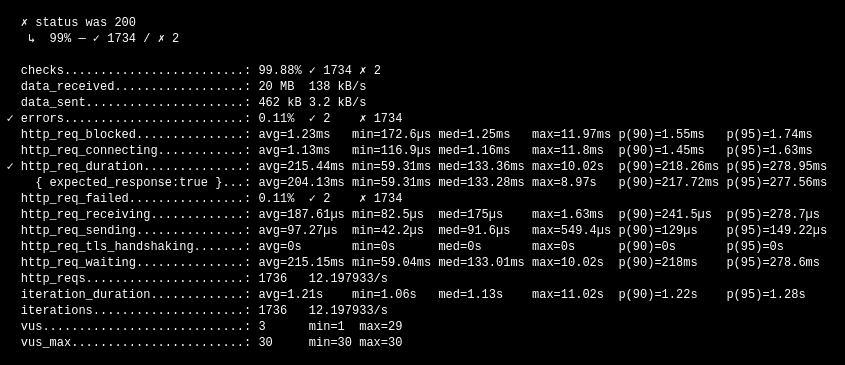 ✗ status was 200
↳  99% — ✓ 1734 / ✗ 2
checks.........................: 99.88% ✓ 1734 ✗ 2
data_received..................: 20 MB  138 kB/s
data_sent......................: 462 kB 3.2 kB/s
✓ errors.........................: 0.11%  ✓ 2    ✗ 1734
http_req_blocked...............: avg=1.23ms   min=172.6µs med=1.25ms   max=11.97ms p(90)=1.55ms   p(95)=1.74ms
http_req_connecting............: avg=1.13ms   min=116.9µs med=1.16ms   max=11.8ms  p(90)=1.45ms   p(95)=1.63ms
✓ http_req_duration..............: avg=215.44ms min=59.31ms med=133.36ms max=10.02s  p(90)=218.26ms p(95)=278.95ms
{ expected_response:true }...: avg=204.13ms min=59.31ms med=133.28ms max=8.97s   p(90)=217.72ms p(95)=277.56ms
http_req_failed................: 0.11%  ✓ 2    ✗ 1734
http_req_receiving.............: avg=187.61µs min=82.5µs  med=175µs    max=1.63ms  p(90)=241.5µs  p(95)=278.7µs
http_req_sending...............: avg=97.27µs  min=42.2µs  med=91.6µs   max=549.4µs p(90)=129µs    p(95)=149.22µs
http_req_tls_handshaking.......: avg=0s       min=0s      med=0s       max=0s      p(90)=0s       p(95)=0s
http_req_waiting...............: avg=215.15ms min=59.04ms med=133.01ms max=10.02s  p(90)=218ms    p(95)=278.6ms
http_reqs......................: 1736   12.197933/s
iteration_duration.............: avg=1.21s    min=1.06s   med=1.13s    max=11.02s  p(90)=1.22s    p(95)=1.28s
iterations.....................: 1736   12.197933/s
vus............................: 3      min=1  max=29
vus_max........................: 30     min=30 max=30